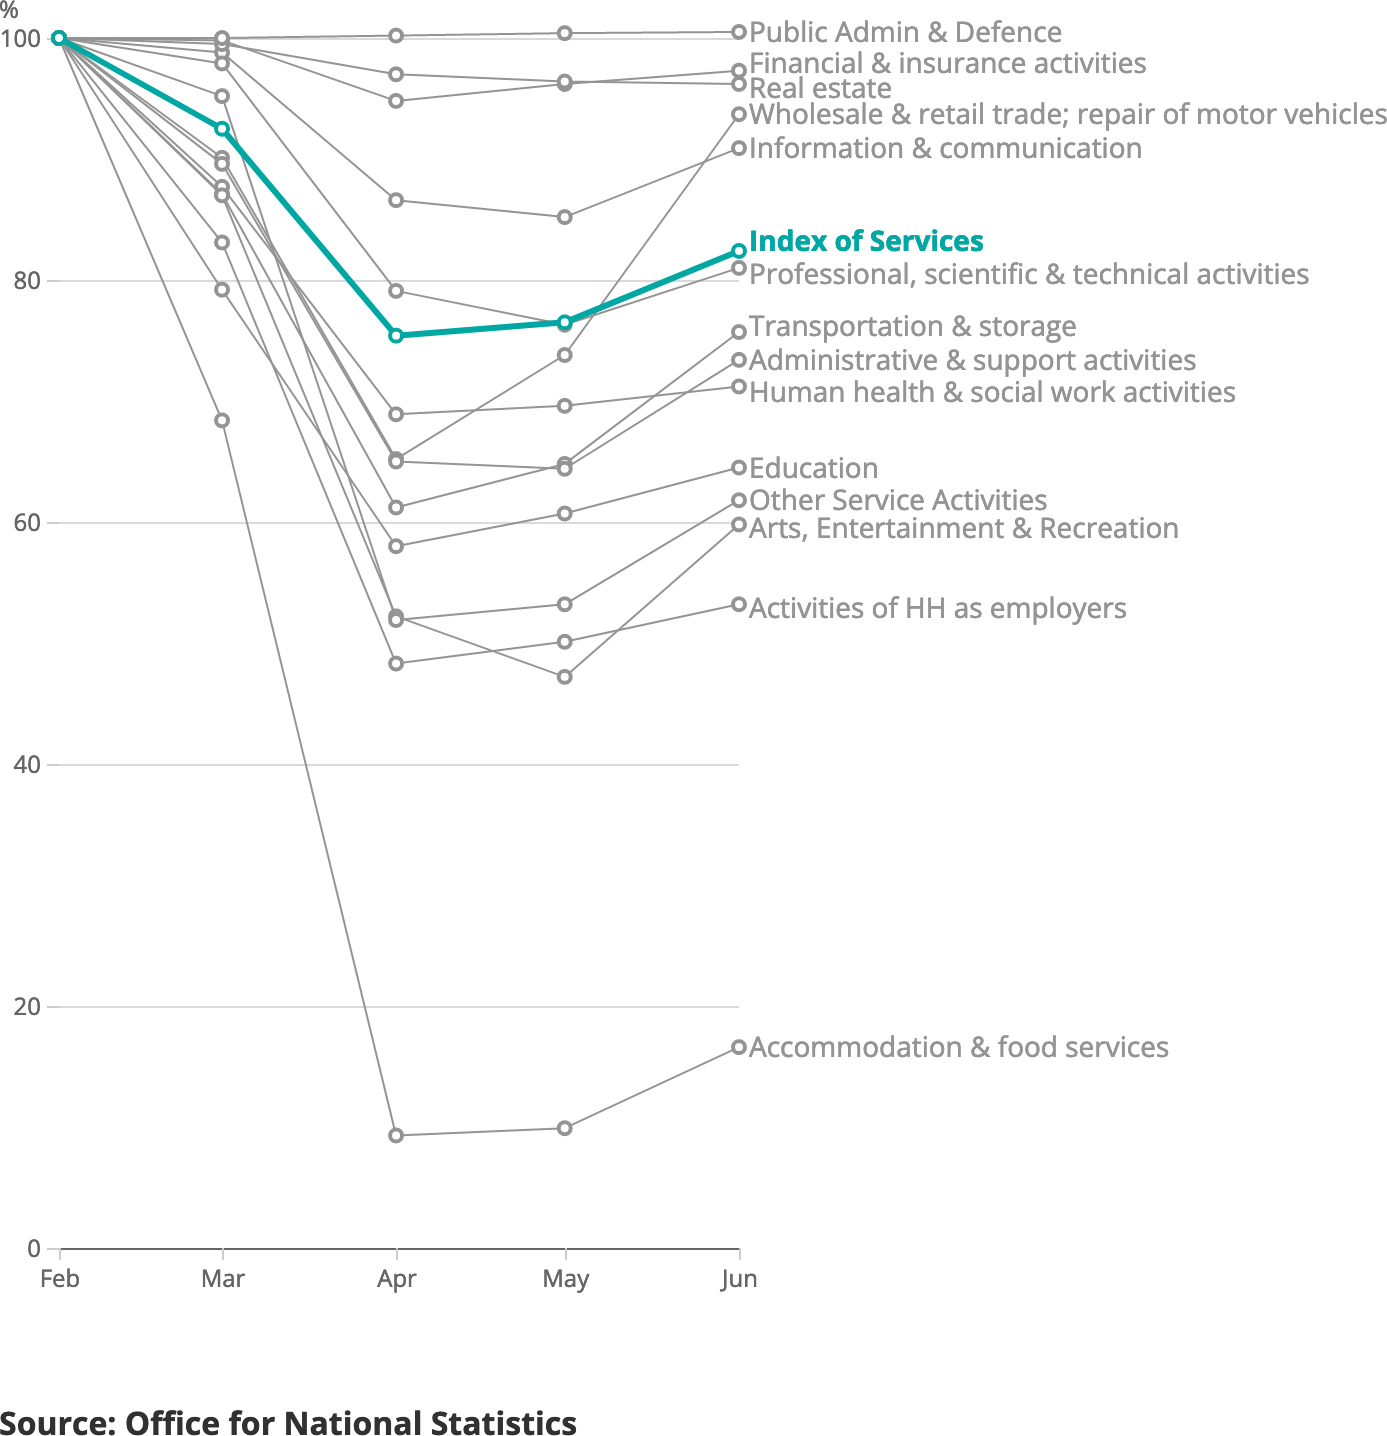 %
100
Public Admin & Defence
Financial & insurance activities
Real estate
Wholesale & retail trade; repair of motor vehicles
Information & communication
Index of Services
80
Professional, scientific & technical activities
Transportation & storage
Administrative & support activities
Human health & social work activities
Education
Other Service Activities
60
Arts, Entertainment & Recreation
Activities of HH as employers
40
20
Accommodation & food services
0
Feb Mar Apr May Jun
Source: Office for National Statistics